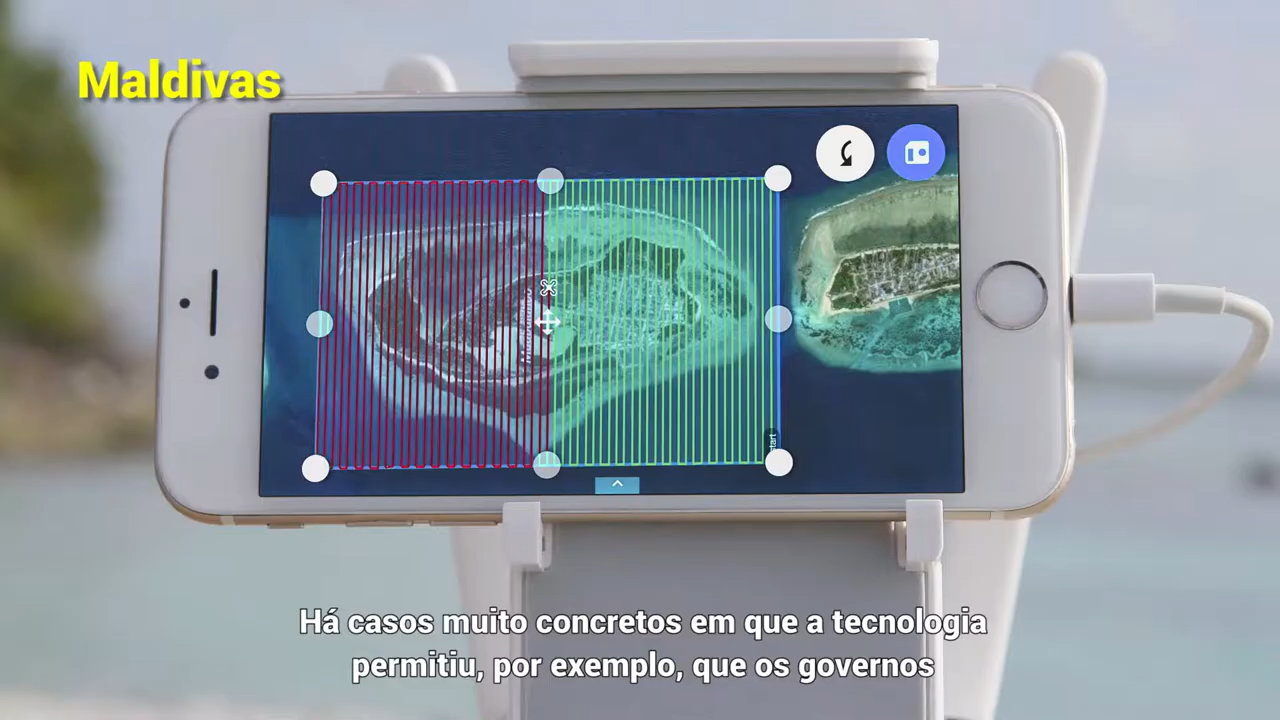 Maldivas
Há casos muito concretos em que a tecnologia
permitiu, por exemplo, que os governos